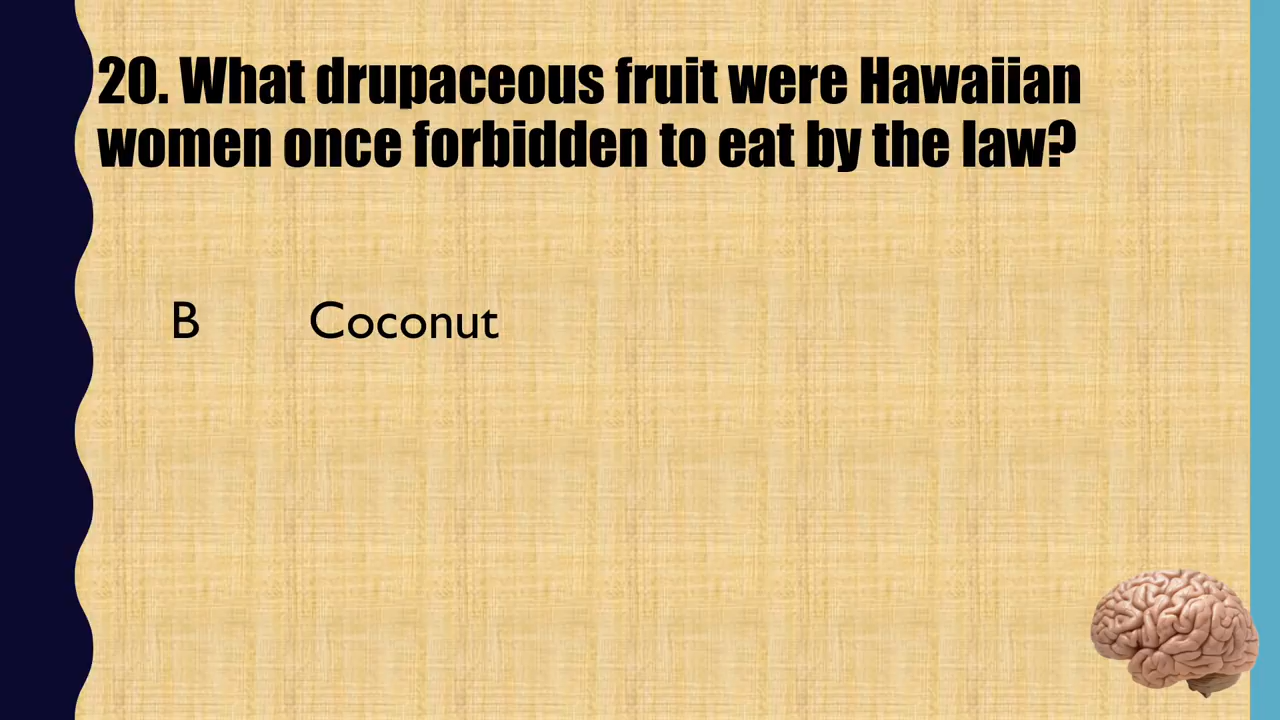 20. What drupaceous fruit were Hawaiian
women once forbidden to eat by the law?
B Coconut